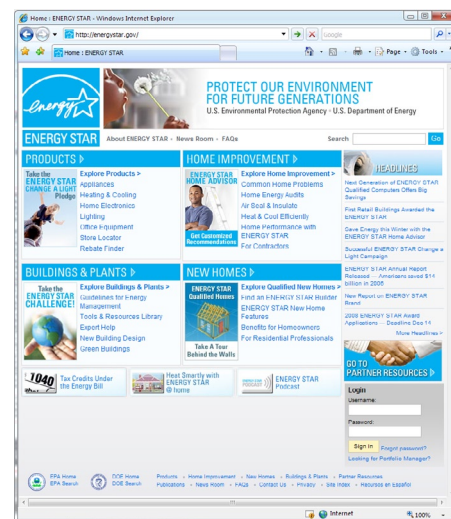 Home : ENERGY STAR - Windows Internet Explorer
http://energystar.gov/
Google
Home : ENERGY STAR
Page
Tools
energy
ENERGY STAR
PROTECT OUR ENVIRONMENT
FOR FUTURE GENERATIONS
U.S. Environmental Protection Agency • U.S. Department of Energy
About ENERGY STAR • News Room • FAQs
Search
Go
PRODUCTS
Take the
ENERGY STAR
CHANGE A LIGHT
Pledge
Explore Products >
Appliances
Heating & Cooling
Home Electronics
Lighting
Office Equipment
Store Locator
Rebate Finder
HOME IMPROVEMENT
ENERGY STAR
HOME ADVISOR
Get Customized
Recommendations
Explore Home Improvement >
Common Home Problems
Home Energy Audits
Air Seal & Insulate
Heat & Cool Efficiently
Home Performance with
ENERGY STAR
For Contractors
BUILDINGS & PLANTS
Take the
ENERGY STAR
CHALLENGE!
Explore Buildings & Plants >
Guidelines for Energy
Management
Tools & Resources Library
Expert Help
New Building Design
Green Buildings
NEW HOMES
ENERGY STAR
Qualified Homes
Take A Tour
Behind the Walls
Explore Qualified New Homes >
Find an ENERGY STAR Builder
ENERGY STAR New Home
Features
Benefits for Homeowners
For Residential Professionals
HEADLINES
Next Generation of ENERGY STAR
Qualified Computers Offers Big
Savings
First Retail Buildings Awarded the
ENERGY STAR
Save Energy this Winter with the
ENERGY STAR Home Advisor
Successful ENERGY STAR Change a
Light Campaign
ENERGY STAR Annual Report
Released -- Americans saved $14
billion in 2006
New Report on ENERGY STAR
Brand
2008 ENERGY STAR Award
Applications -- Deadline Dec 14
More Headlines >
GO TO
PARTNER RESOURCES
1040
Tax Credits Under
the Energy Bill
Heat Smartly with
ENERGY STAR
@ home
ENERGY STAR
PODCAST
ENERGY STAR
Podcast
Login
Username:
Password:
Sign In
Forgot password?
Looking for Portfolio Manager?
EPA Home
EPA Search
DOE Home
DOE Search
Products • Home Improvement • New Homes • Buildings & Plants • Partner Resources
Publications • News Room • FAQs • Contact Us • Privacy • Site Index • Recursos en Español
Internet
100%